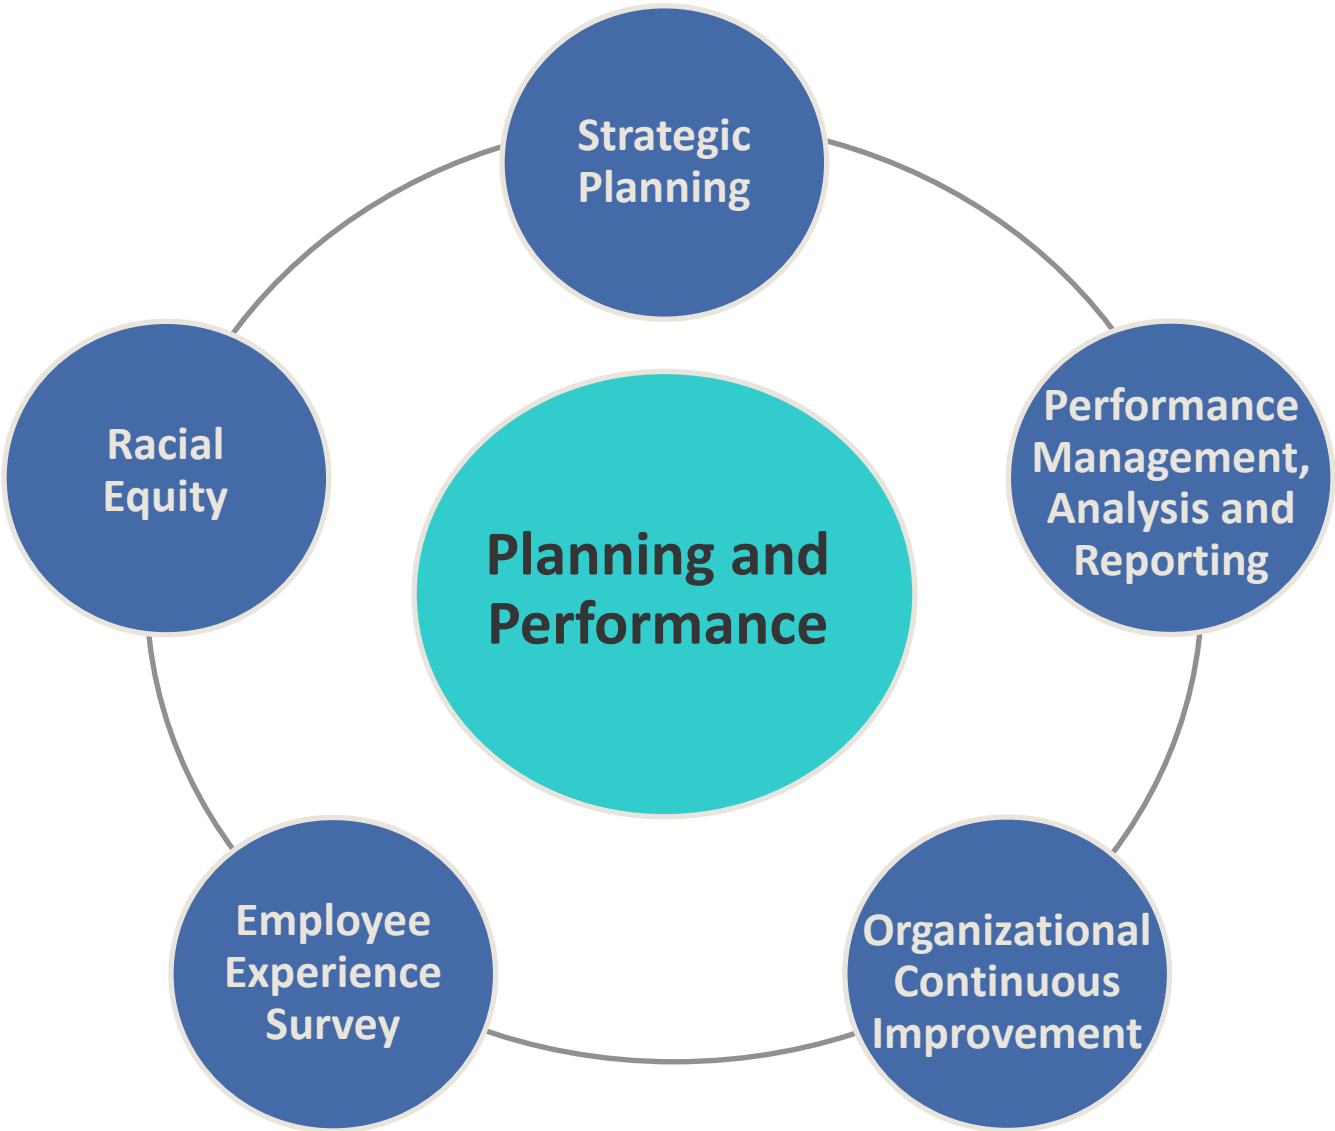 Strategic
Planning
Performance
Management,
Analysis and
Reporting
Organizational
Continuous
Improvement
Employee
Experience
Survey
Racial
Equity
Planning and
Performance